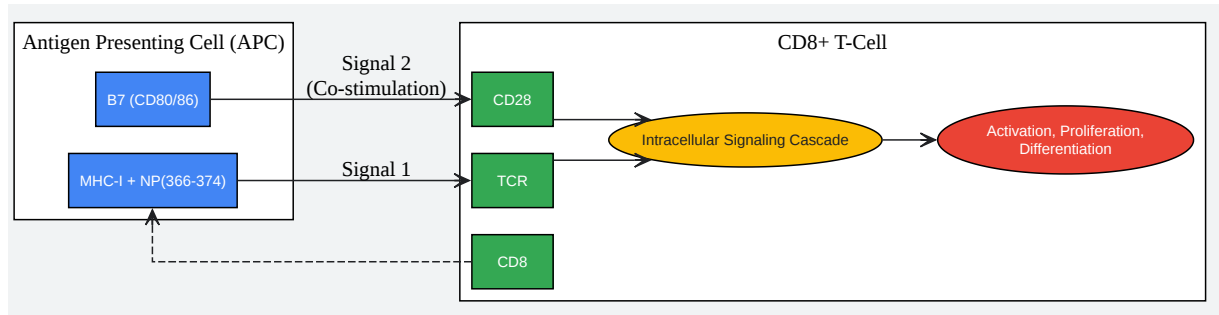 Antigen Presenting Cell (APC)
B7 (CD80/86)
MHC-I + NP(366-374)
Signal 2
(Co-stimulation)
Signal 1
CD8+ T-Cell
CD28
TCR
CD8
Intracellular Signaling Cascade
Activation, Proliferation,
Differentiation